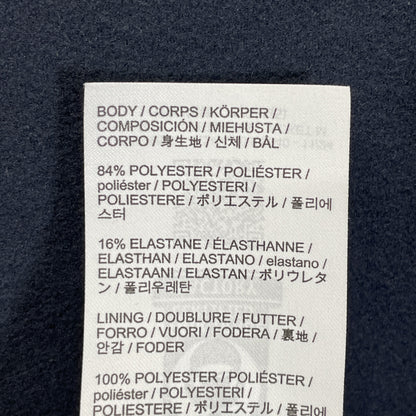 BODY / CORPS / KÖRPER /
COMPOSICIÓN / MIEHUSTA /
CORPO / 身生地 / 신체 / BÅL
84% POLYESTER / POLIÉSTER /
poliéster / POLYESTERI /
POLIESTERE / ポリエステル / 폴리에
스터
16% ELASTANE / ÉLASTHANNE /
ELASTHAN / ELASTANO / elastano /
ELASTAANI / ELASTAN / ポリウレタ
ン / 폴리우레탄
LINING / DOUBLURE / FUTTER /
FORRO / VUORI / FODERA / 裏地 /
안감 / FODER
100% POLYESTER / POLIÉSTER /
poliéster / POLYESTERI /
POLIESTERE / ポリエステル / 폴리에